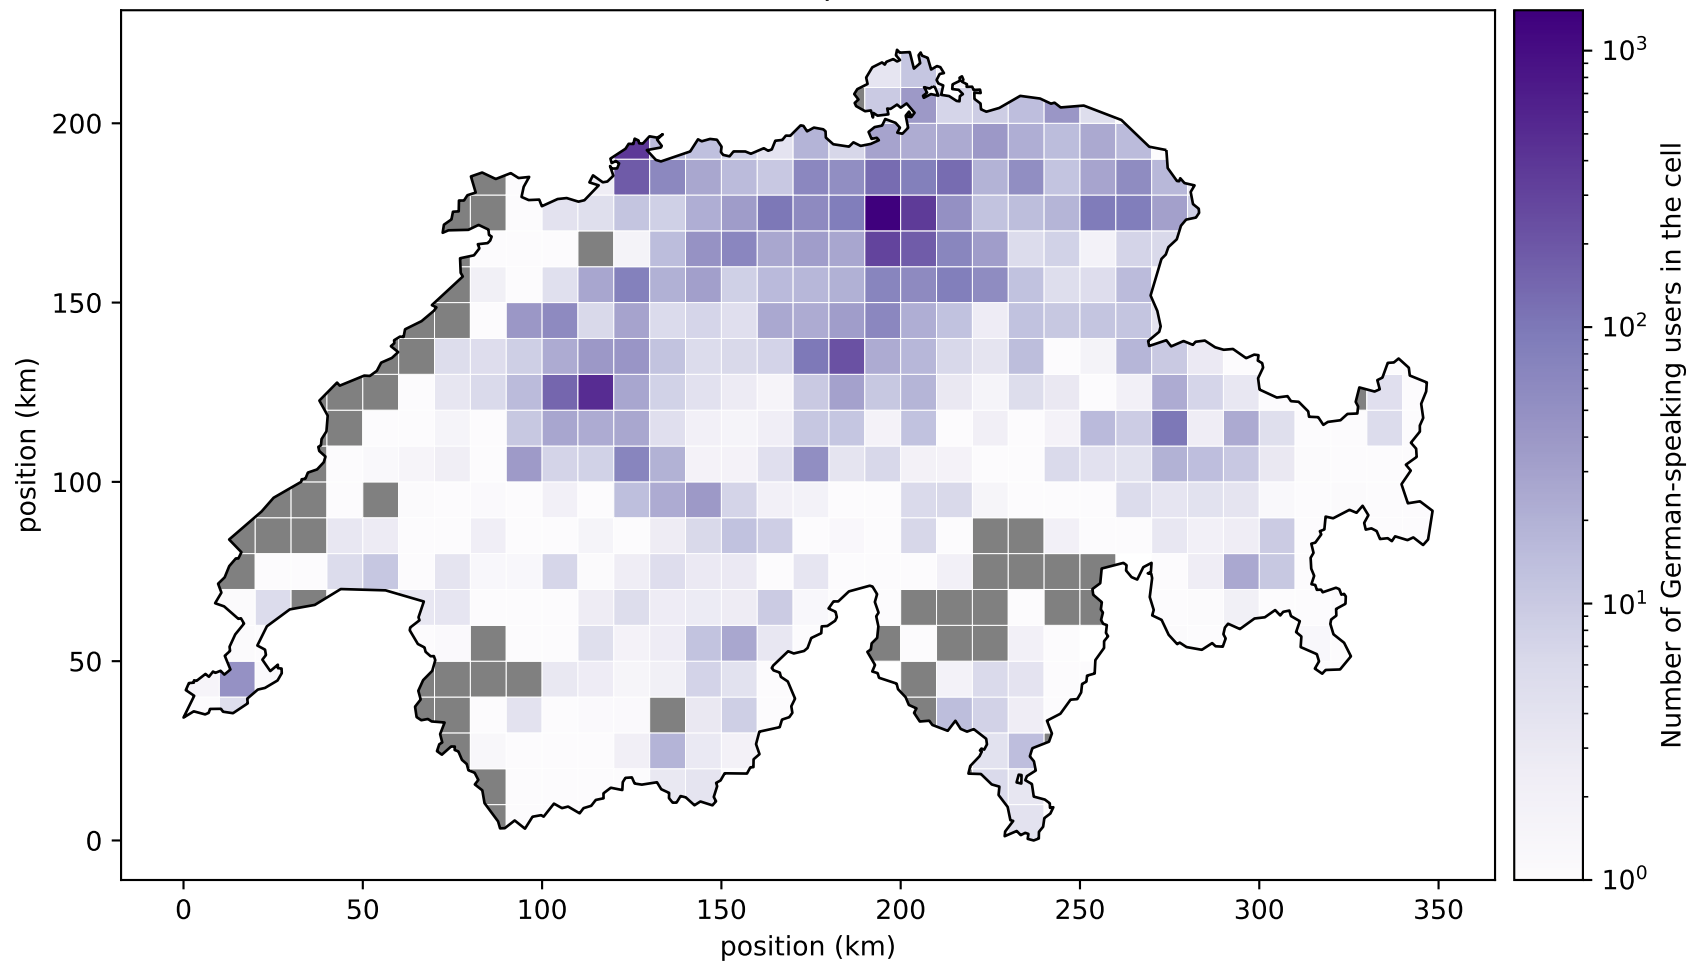 200
150
100
50
0
0 50 100 150 200 250 300 350
position (km)
position (km)
10³
10²
10¹
10⁰
Number of German-speaking users in the cell